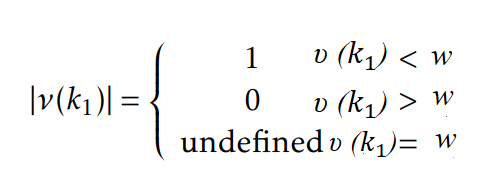 1 υ (k₁) < w
|ν(k₁)| = { 0 υ (k₁) > w
undefined υ (k₁)= w